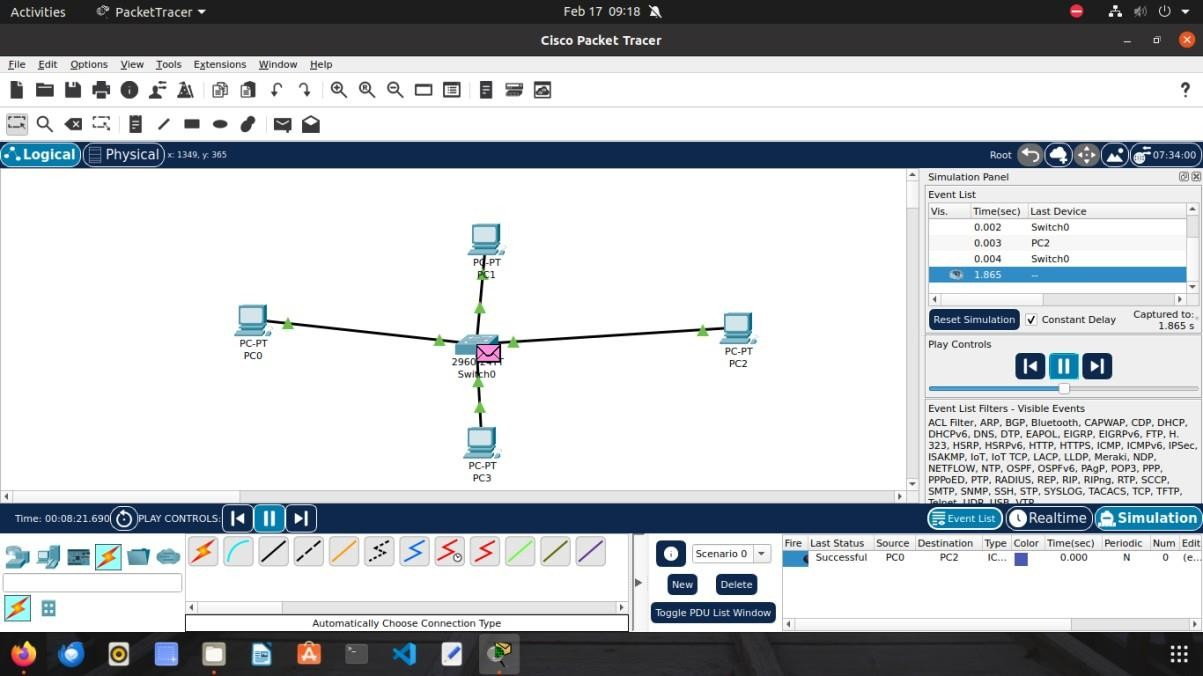 Activities PacketTracer Feb 17 09:18
Cisco Packet Tracer
File Edit Options View Tools Extensions Window Help
?
Logical Physical x: 1349, y: 365 Root 07:34:00
Simulation Panel
Event List
Vis. Time(sec) Last Device
0.002 Switch0
0.003 PC2
0.004 Switch0
1.865 --
Reset Simulation Constant Delay Captured to:
1.865 s
Play Controls
Event List Filters - Visible Events
ACL Filter, ARP, BGP, Bluetooth, CAPWAP, CDP, DHCP,
DHCPv6, DNS, DTP, EAPOL, EIGRP, EIGRPv6, FTP, H.
323, HSRP, HSRPv6, HTTP, HTTPS, ICMP, ICMPv6, IPSec,
ISAKMP, IoT, IoT TCP, LACP, LLDP, Meraki, NDP,
NETFLOW, NTP, OSPF, OSPFv6, PAgP, POP3, PPP,
PPPoED, PTP, RADIUS, REP, RIP, RIPng, RTP, SCCP,
SMTP, SNMP, SSH, STP, SYSLOG, TACACS, TCP, TFTP,
Telnet, UDP, USB, VTP
PC-PT
PC1
PC-PT
PC0
Switch0
PC-PT
PC2
PC-PT
PC3
Time: 00:08:21.690 PLAY CONTROLS:
Event List Realtime Simulation
Scenario 0
New Delete
Toggle PDU List Window
Fire Last Status Source Destination Type Color Time(sec) Periodic Num Edit
Successful PC0 PC2 IC... 0.000 N 0 (e...
Automatically Choose Connection Type